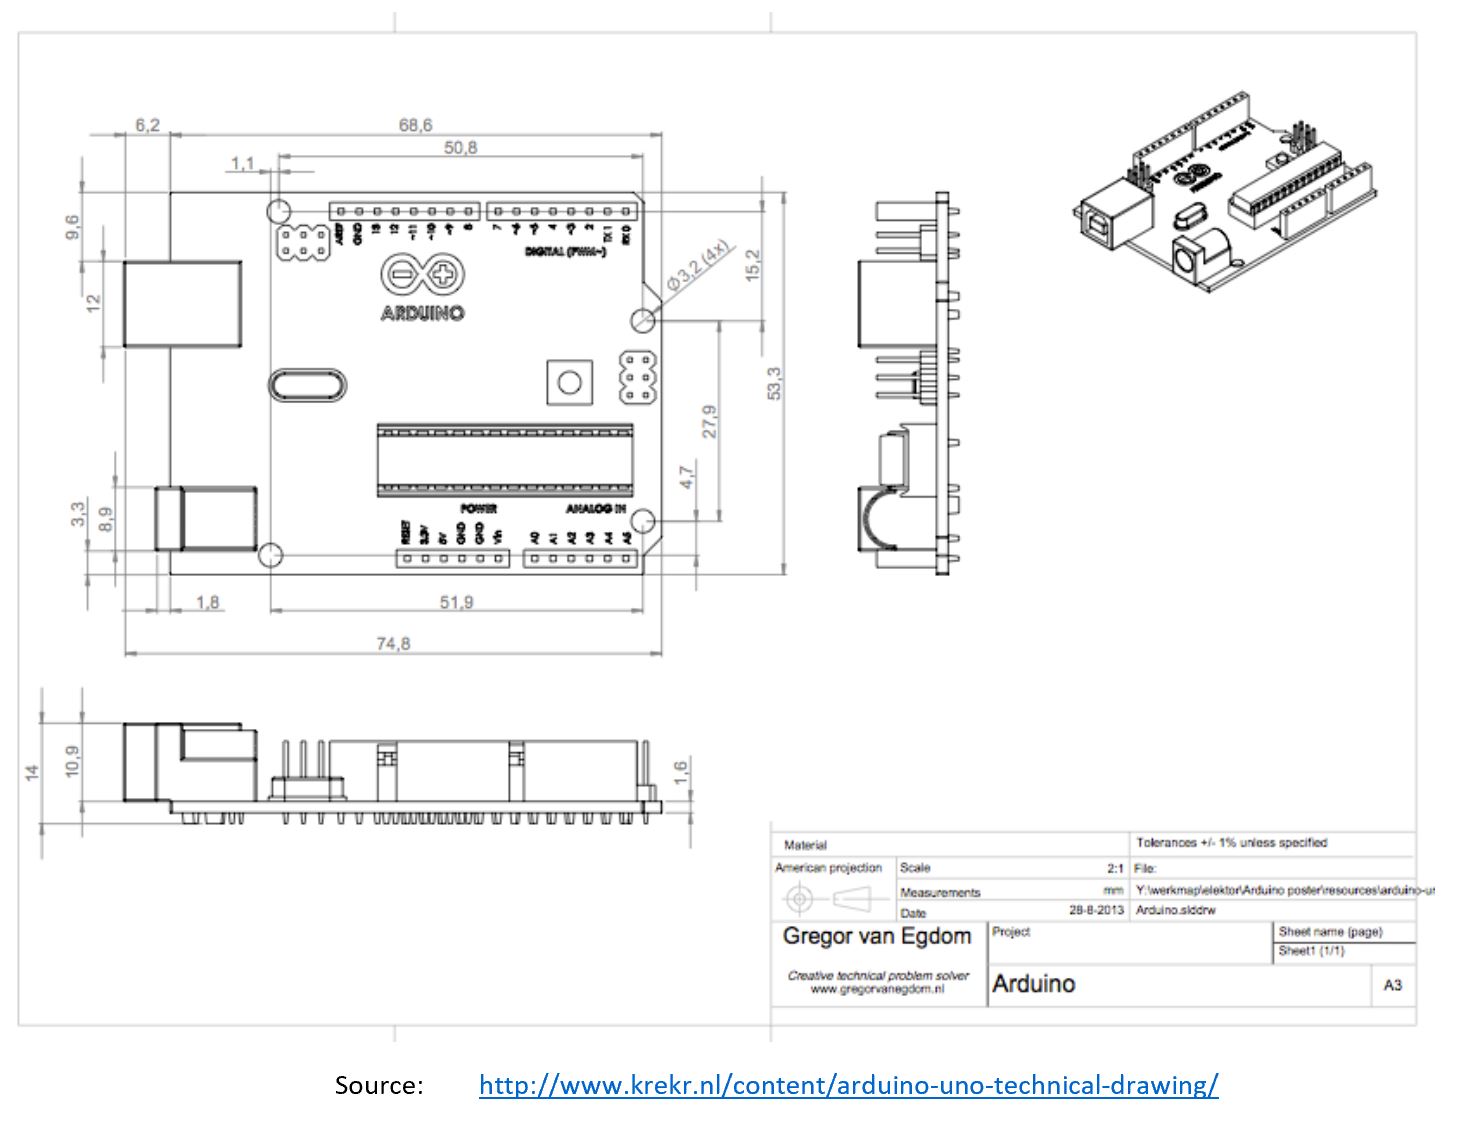 6,2
68,6
50,8
1,1
9,6
12
AREF
GND
13
12
~11
~10
~9
8
7
~6
~5
4
~3
2
TX 1
RX 0
DIGITAL (PWM~)
ARDUINO
Ø3,2 (4x)
15,2
53,3
27,9
4,7
3,3
8,9
POWER
ANALOG IN
RESET
3.3V
5V
GND
GND
Vin
A0
A1
A2
A3
A4
A5
1,8
51,9
74,8
14
10,9
1,6
ARDUINO
Material
Tolerances +/- 1% unless specified
American projection
Scale 2:1
File:
Measurements mm
Y:\werkmap\elektor\Arduino poster\resources\arduino-u
Date 28-8-2013
Arduino.slddrw
Gregor van Egdom
Creative technical problem solver
www.gregorvanegdom.nl
Project
Arduino
Sheet name (page)
Sheet1 (1/1)
A3
Source: http://www.krekr.nl/content/arduino-uno-technical-drawing/